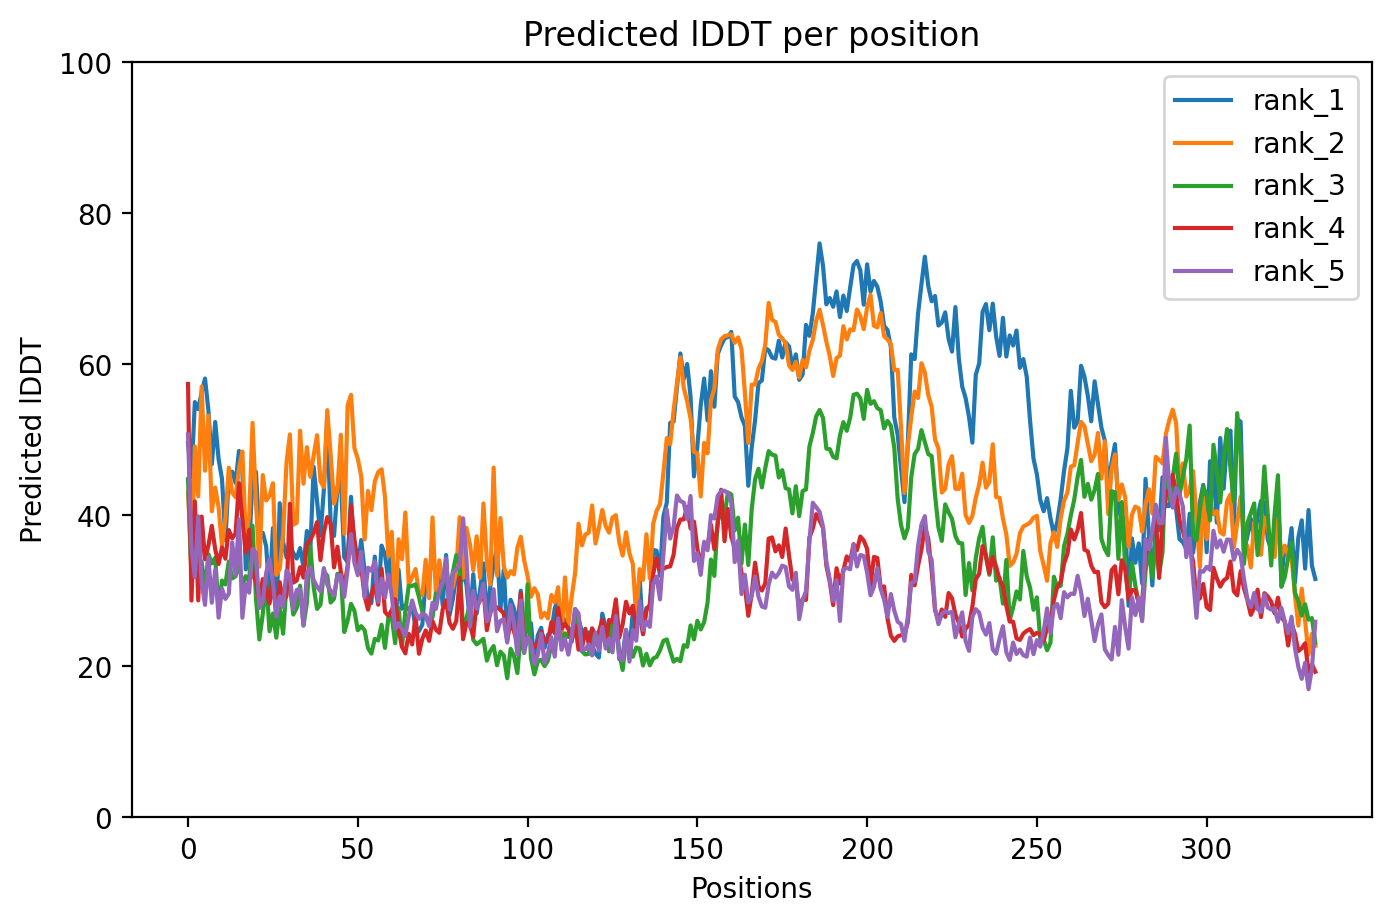 Predicted lDDT per position
Predicted lDDT
100
80
60
40
20
0
0 50 100 150 200 250 300
Positions
rank_1
rank_2
rank_3
rank_4
rank_5